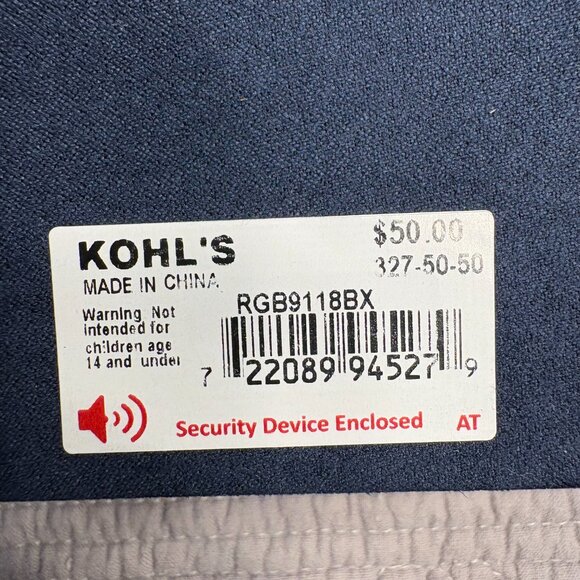 KOHL'S
$50.00
MADE IN CHINA
327-50-50
RGB9118BX
Warning Not
intended for
children age
14 and under
7 22089 94527 9
Security Device Enclosed AT